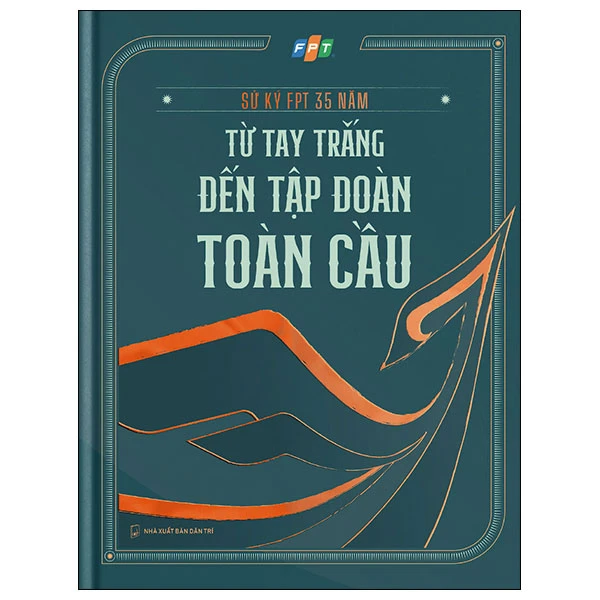 FPT
SỬ KÝ FPT 35 NĂM
TỪ TAY TRẮNG
ĐẾN TẬP ĐOÀN
TOÀN CẦU
NHÀ XUẤT BẢN DÂN TRÍ